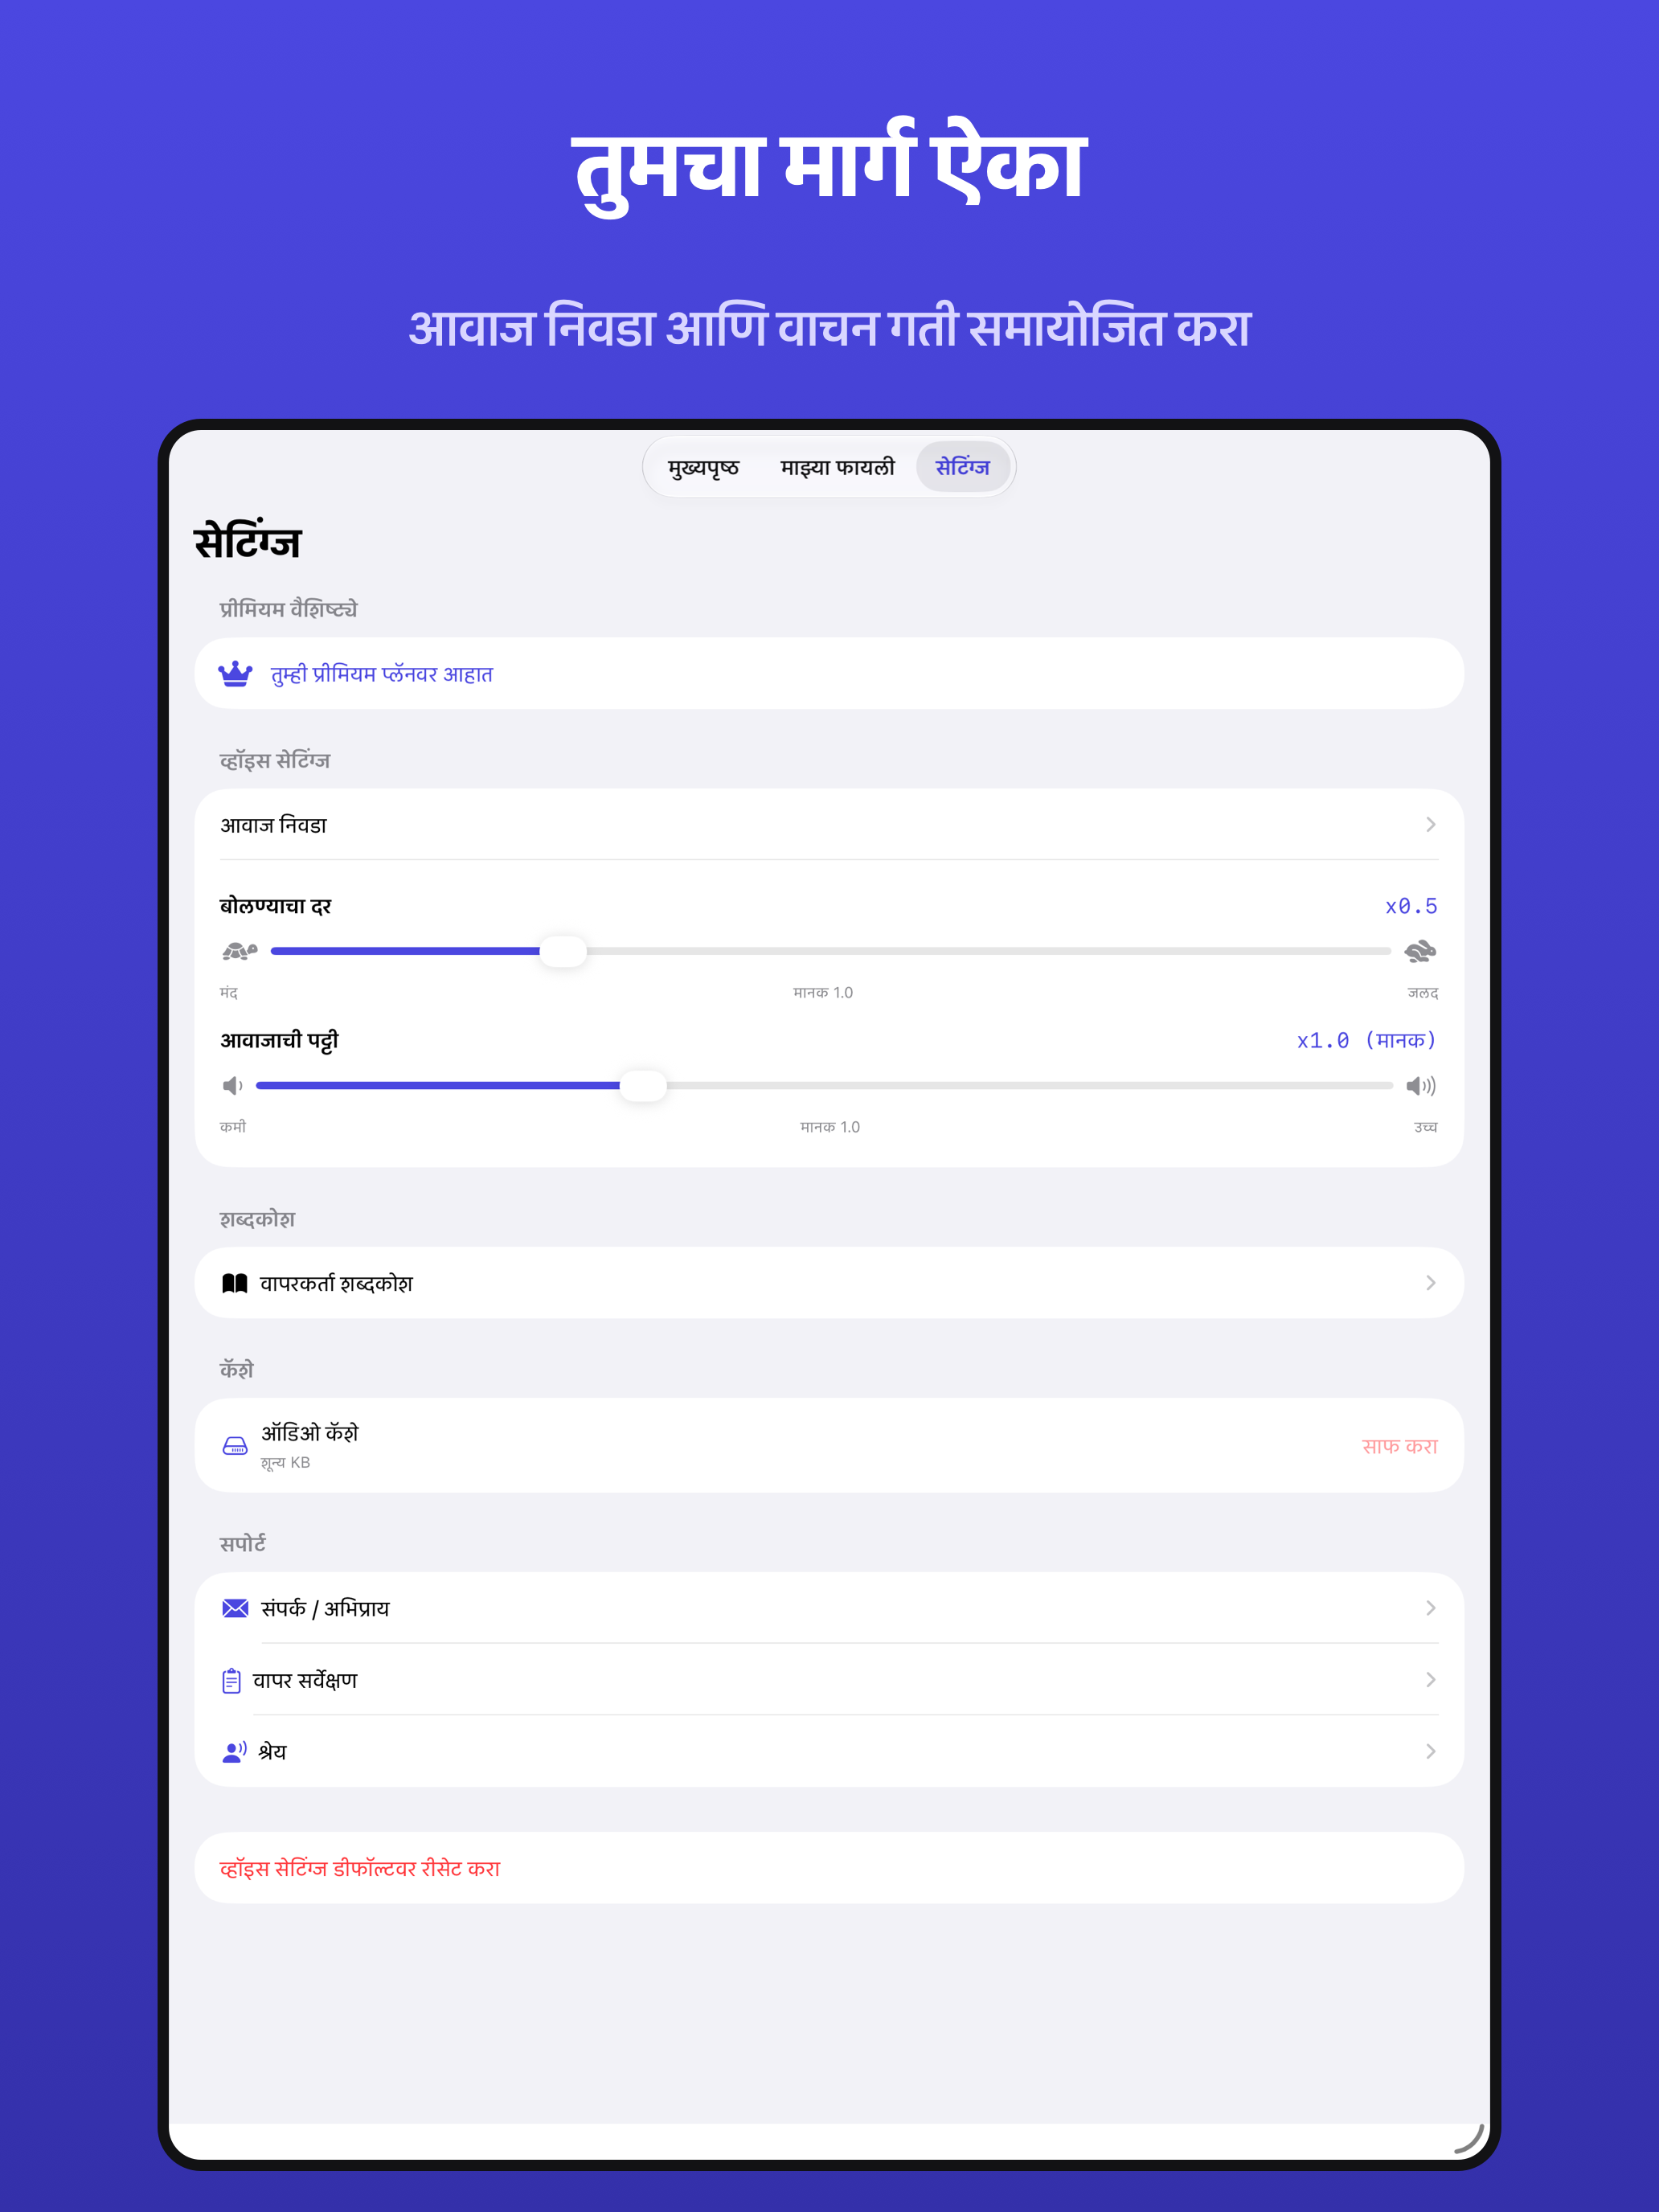 तुमचा मार्ग ऐका
आवाज निवडा आणि वाचन गती समायोजित करा
मुख्यपृष्ठ माझ्या फायली सेटिंग्ज
सेटिंग्ज
प्रीमियम वैशिष्ट्ये
तुम्ही प्रीमियम प्लॅनवर आहात
व्हॉइस सेटिंग्ज
आवाज निवडा
बोलण्याचा दर x0.5
मंद मानक 1.0 जलद
आवाजाची पट्टी x1.0 (मानक)
कमी मानक 1.0 उच्च
शब्दकोश
वापरकर्ता शब्दकोश
कॅशे
ऑडिओ कॅशे
शून्य KB
साफ करा
सपोर्ट
संपर्क / अभिप्राय
वापर सर्वेक्षण
श्रेय
व्हॉइस सेटिंग्ज डीफॉल्टवर रीसेट करा